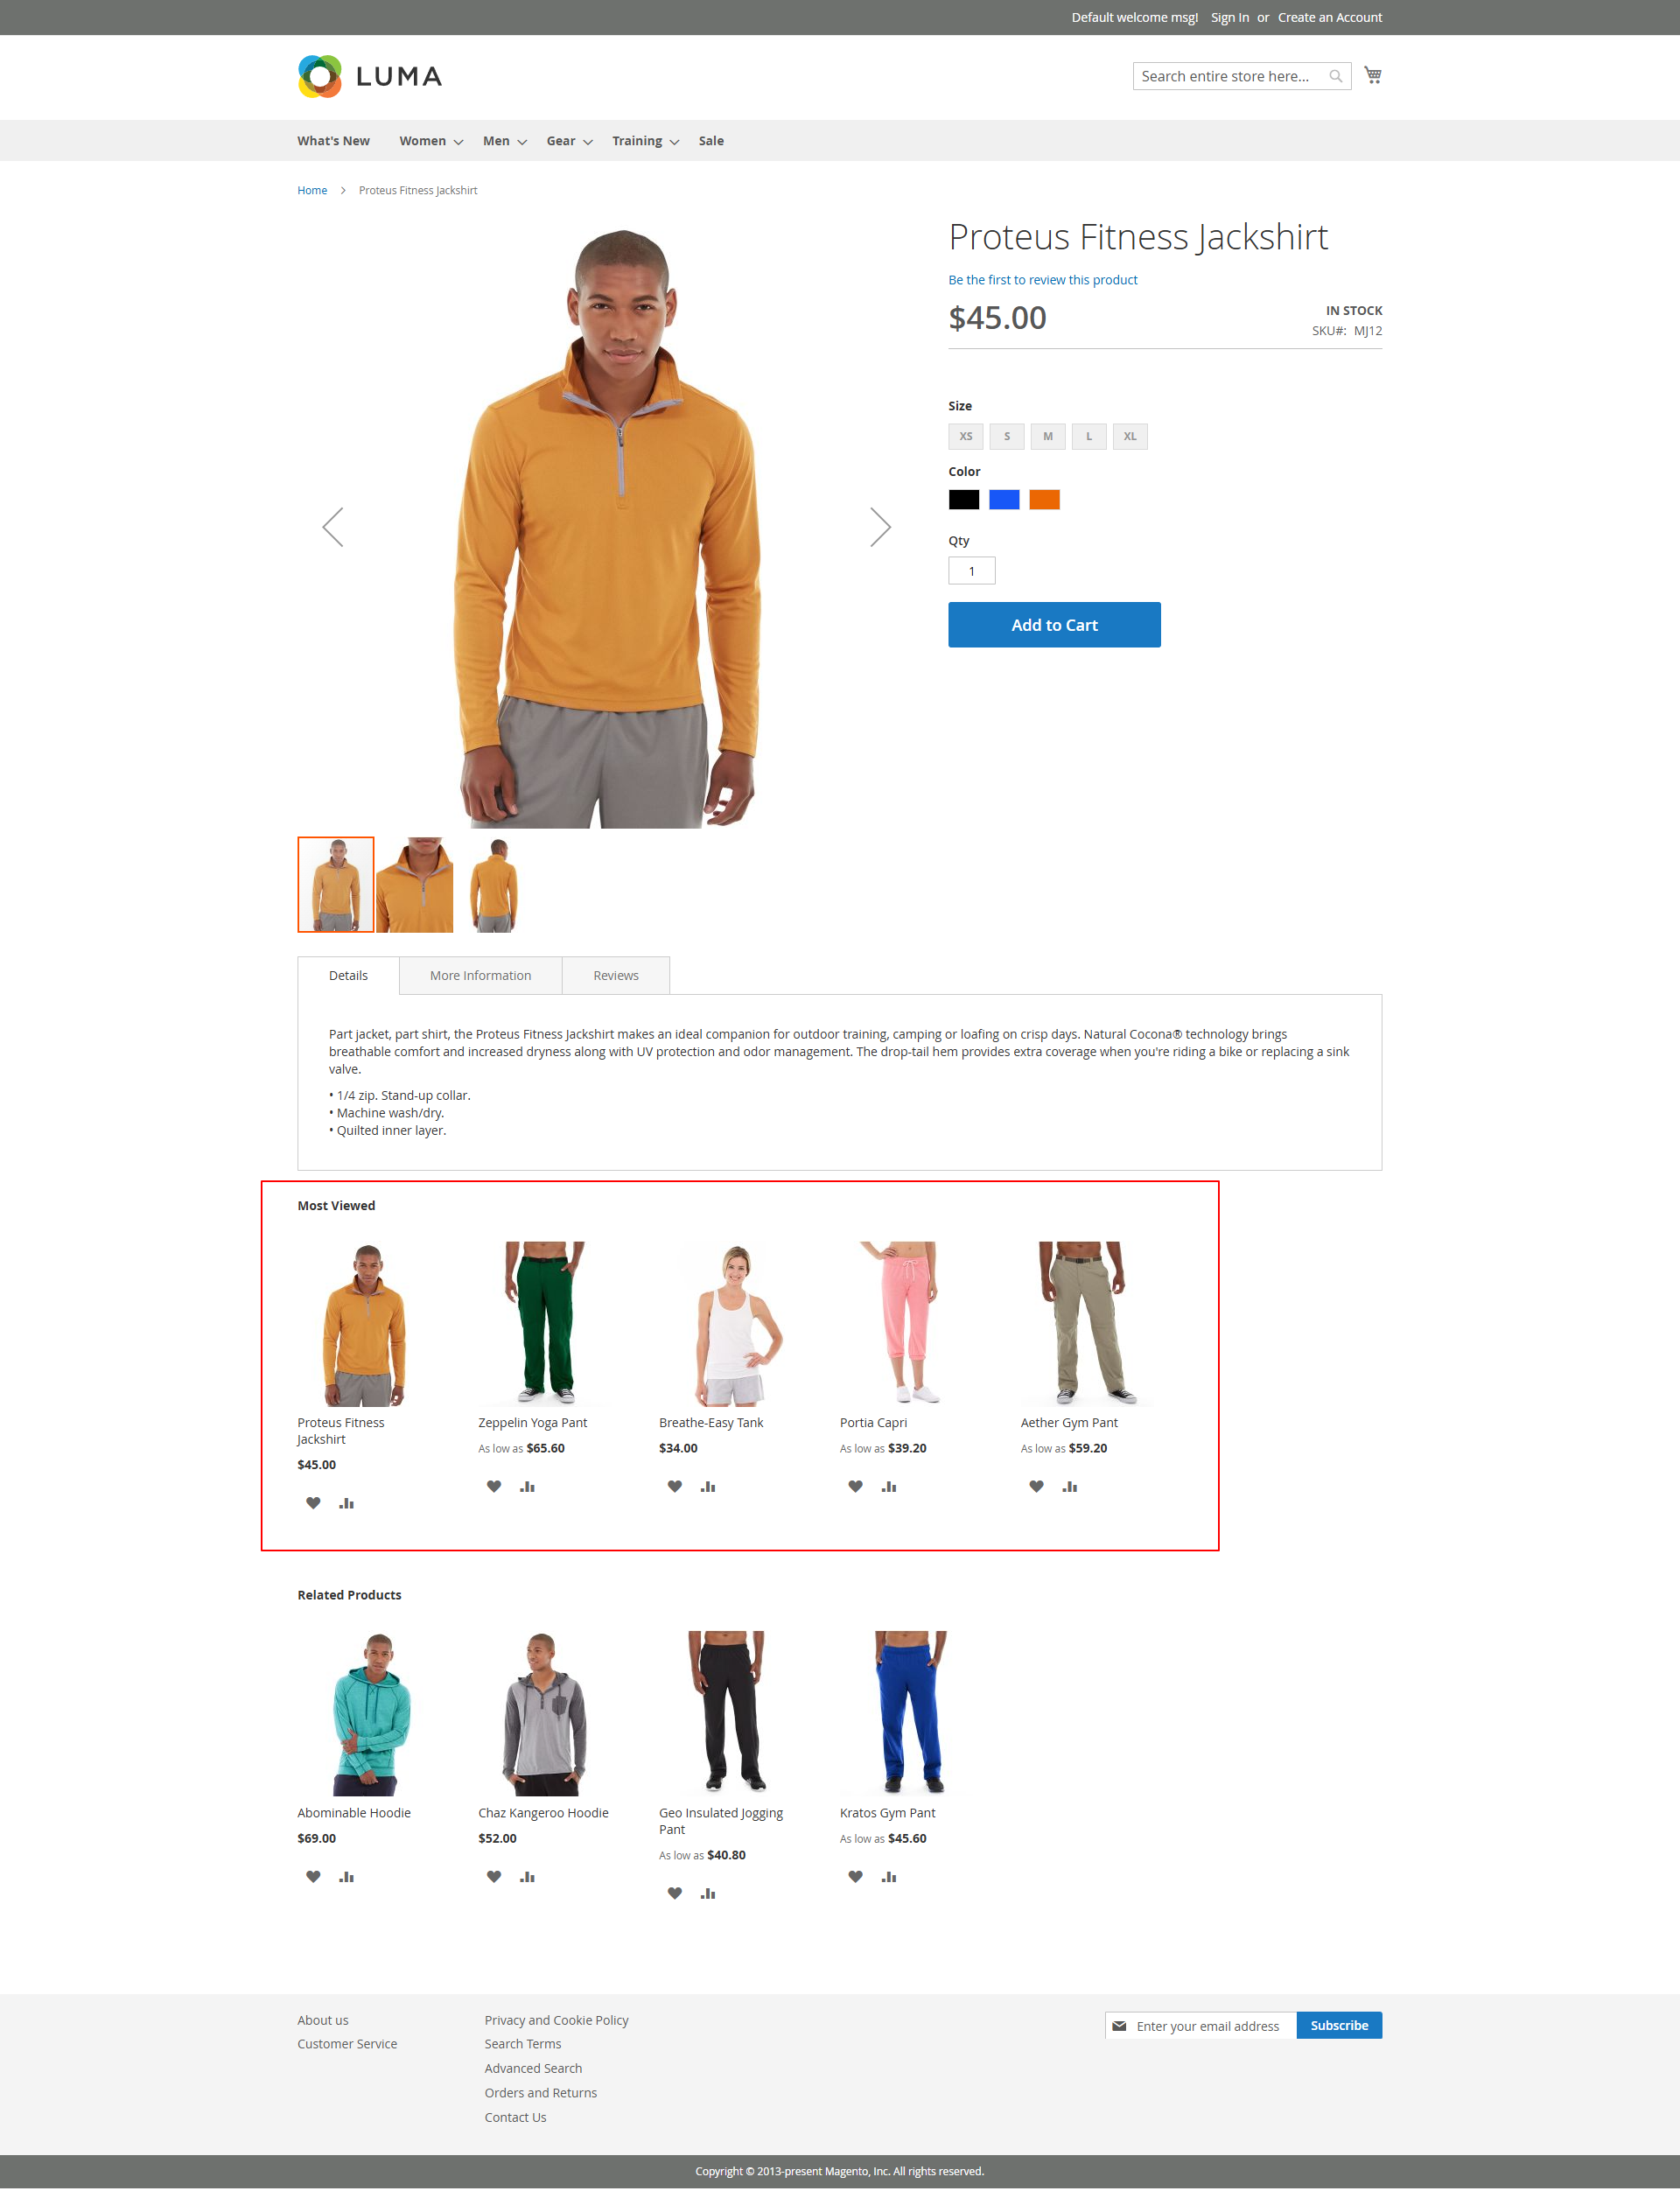 Default welcome msg! Sign In or Create an Account
LUMA
Search entire store here...
What's New Women Men Gear Training Sale
Home > Proteus Fitness Jackshirt
Proteus Fitness Jackshirt
Be the first to review this product
$45.00
IN STOCK
SKU#: MJ12
Size
XS S M L XL
Color
Qty
1
Add to Cart
Details More Information Reviews
Part jacket, part shirt, the Proteus Fitness Jackshirt makes an ideal companion for outdoor training, camping or loafing on crisp days. Natural Cocona® technology brings
breathable comfort and increased dryness along with UV protection and odor management. The drop-tail hem provides extra coverage when you're riding a bike or replacing a sink
valve.
• 1/4 zip. Stand-up collar.
• Machine wash/dry.
• Quilted inner layer.
Most Viewed
Proteus Fitness
Jackshirt
$45.00
Zeppelin Yoga Pant
As low as $65.60
Breathe-Easy Tank
$34.00
Portia Capri
As low as $39.20
Aether Gym Pant
As low as $59.20
Related Products
Abominable Hoodie
$69.00
Chaz Kangeroo Hoodie
$52.00
Geo Insulated Jogging
Pant
As low as $40.80
Kratos Gym Pant
As low as $45.60
About us
Customer Service
Privacy and Cookie Policy
Search Terms
Advanced Search
Orders and Returns
Contact Us
Enter your email address
Subscribe
Copyright © 2013-present Magento, Inc. All rights reserved.